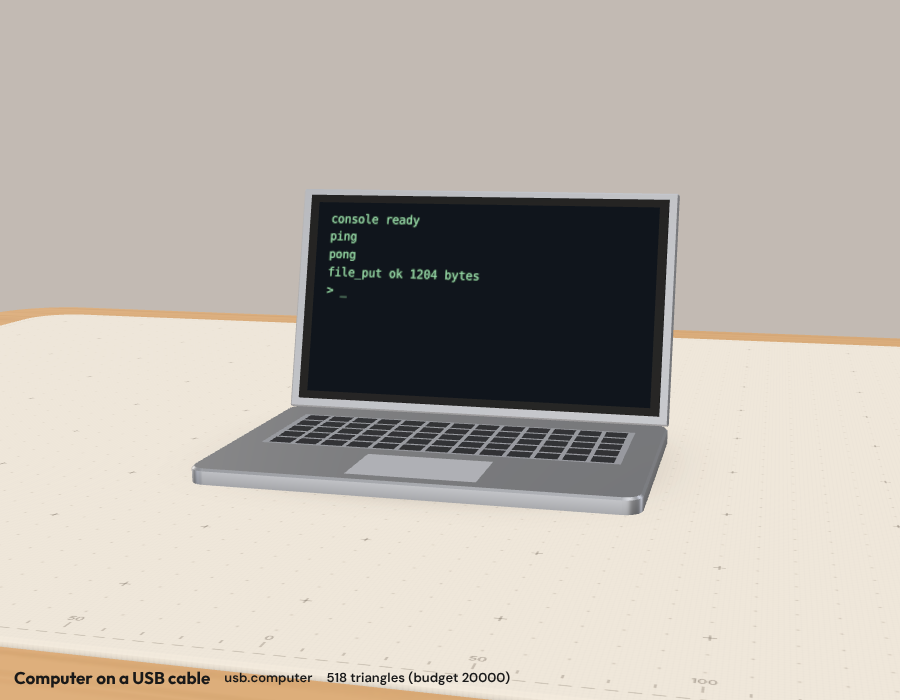 console ready
ping
pong
file_put ok 1204 bytes
> _
50
0
50
100
Computer on a USB cable usb.computer 518 triangles (budget 20000)